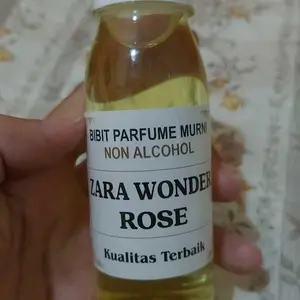 BIBIT PARFUME MURNI
NON ALCOHOL
ZARA WONDER
ROSE
Kualitas Terbaik